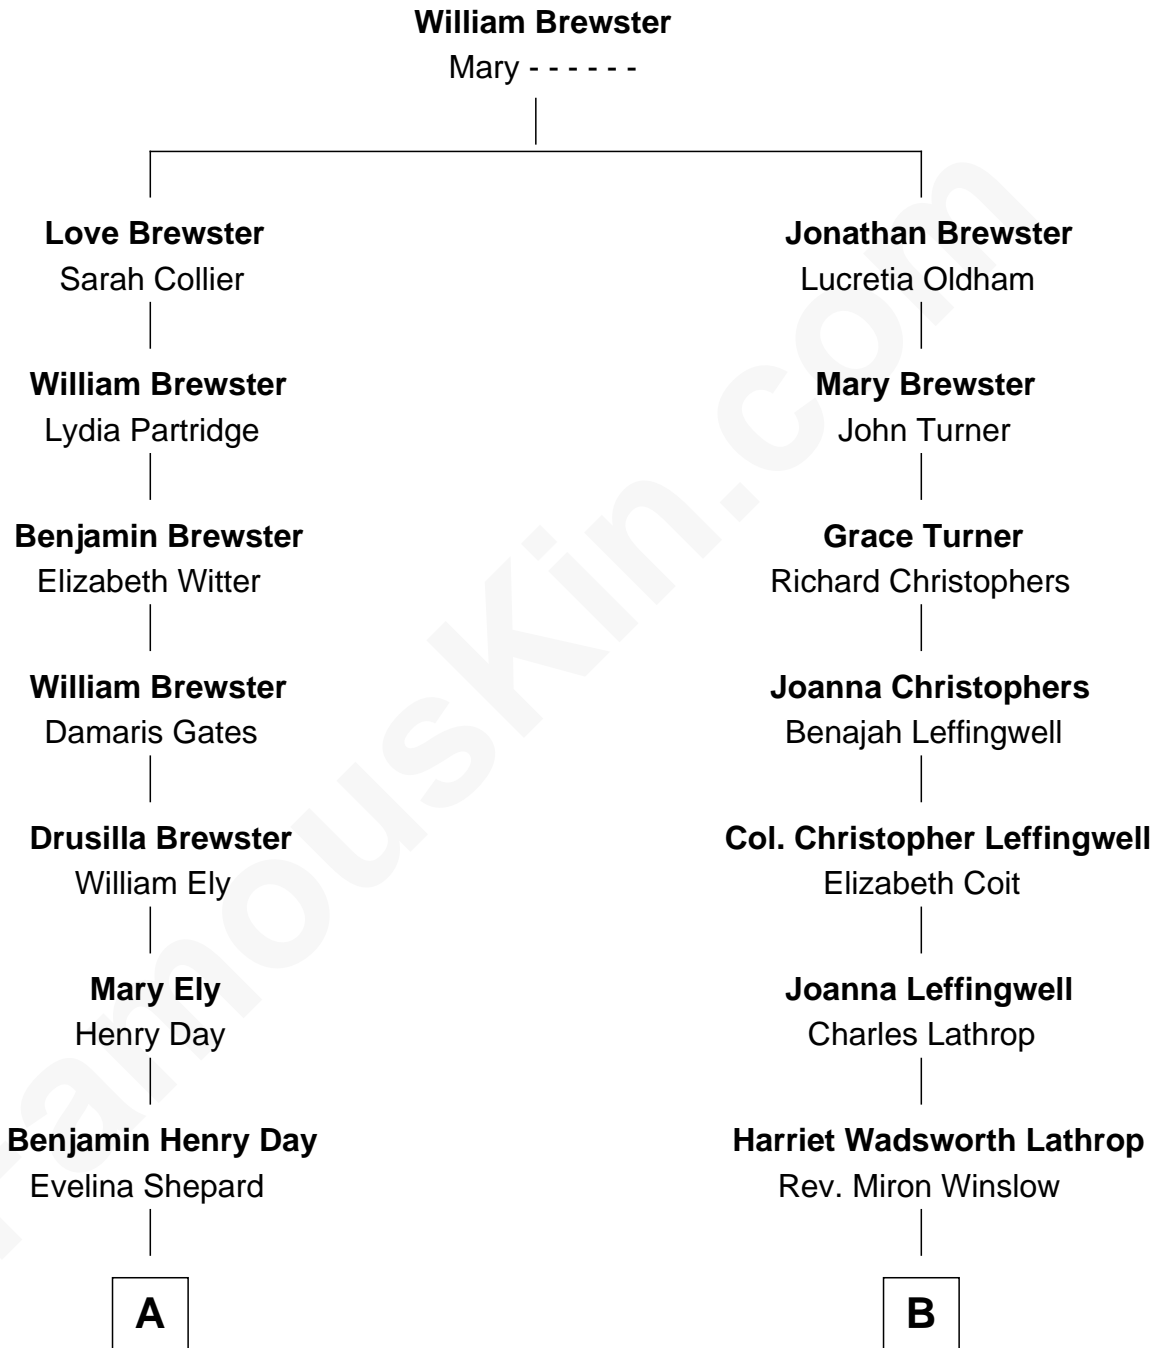 William Brewster
Mary - - - - - -
Love Brewster
Sarah Collier
William Brewster
Lydia Partridge
Benjamin Brewster
Elizabeth Witter
William Brewster
Damaris Gates
Drusilla Brewster
William Ely
Mary Ely
Henry Day
Benjamin Henry Day
Evelina Shepard
A
Jonathan Brewster
Lucretia Oldham
Mary Brewster
John Turner
Grace Turner
Richard Christophers
Joanna Christophers
Benajah Leffingwell
Col. Christopher Leffingwell
Elizabeth Coit
Joanna Leffingwell
Charles Lathrop
Harriet Wadsworth Lathrop
Rev. Miron Winslow
B
FamousKin.com